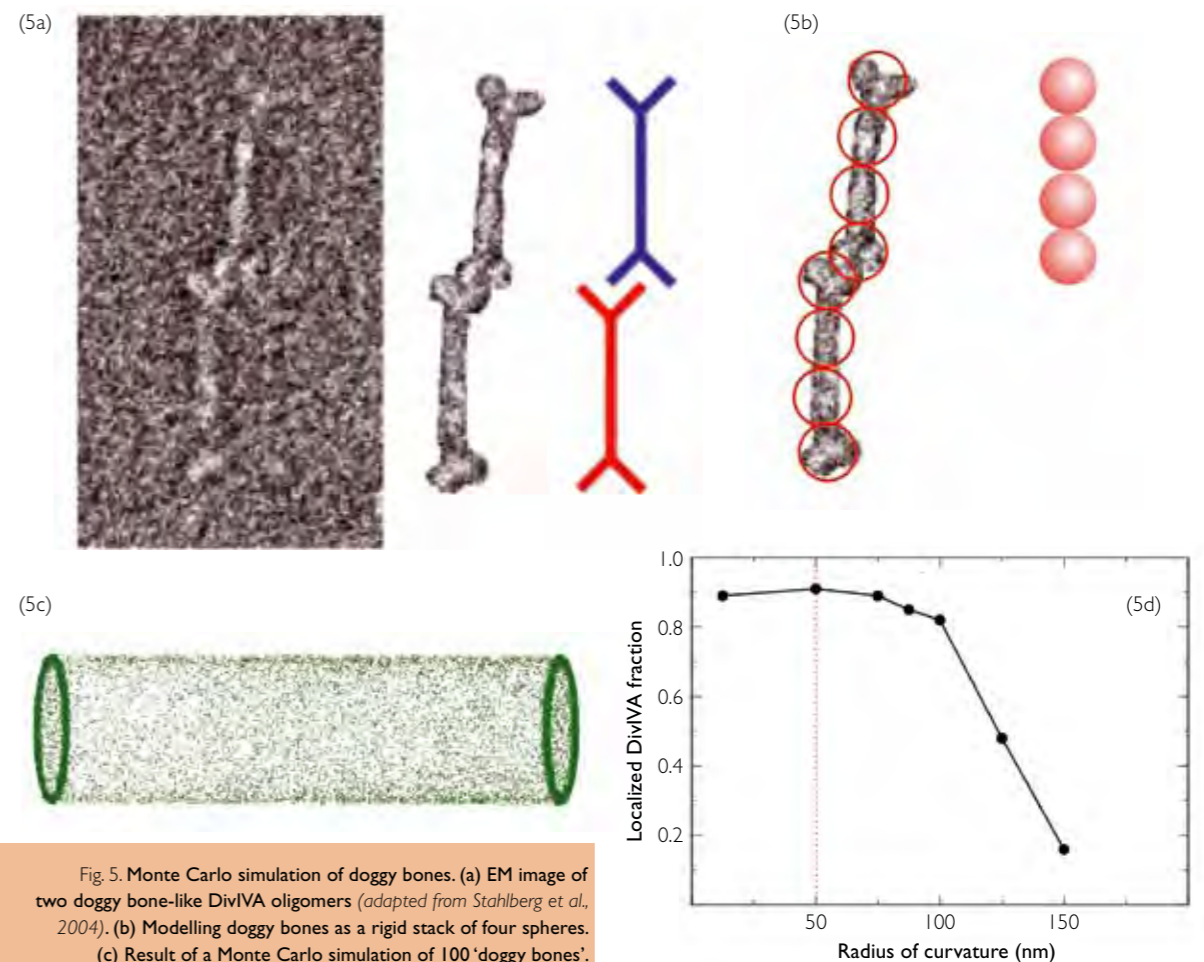 (5a)
(5b)
(5c)
Fig. 5. Monte Carlo simulation of doggy bones. (a) EM image of
two doggy bone-like DivIVA oligomers (adapted from Stahlberg et al.,
2004). (b) Modelling doggy bones as a rigid stack of four spheres.
(c) Result of a Monte Carlo simulation of 100 'doggy bones'.
(5d)
Localized DivIVA fraction
1.0
0.8
0.6
0.4
0.2
50
100
150
Radius of curvature (nm)